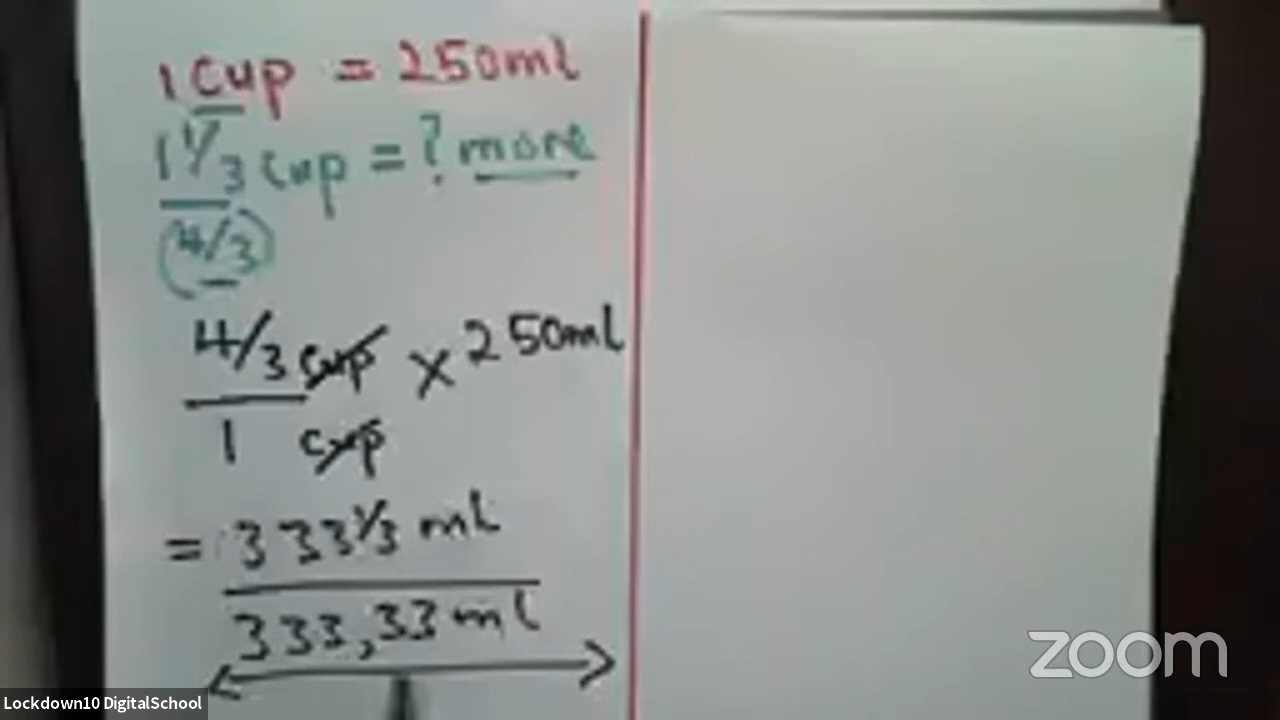 1 Cup = 250ml
1 1/3 Cup = ? more
(4/3)
4/3 cup × 250ml
1 cup
= 333 1/3 ml
333,33 ml
zoom
Lockdown10 DigitalSchool